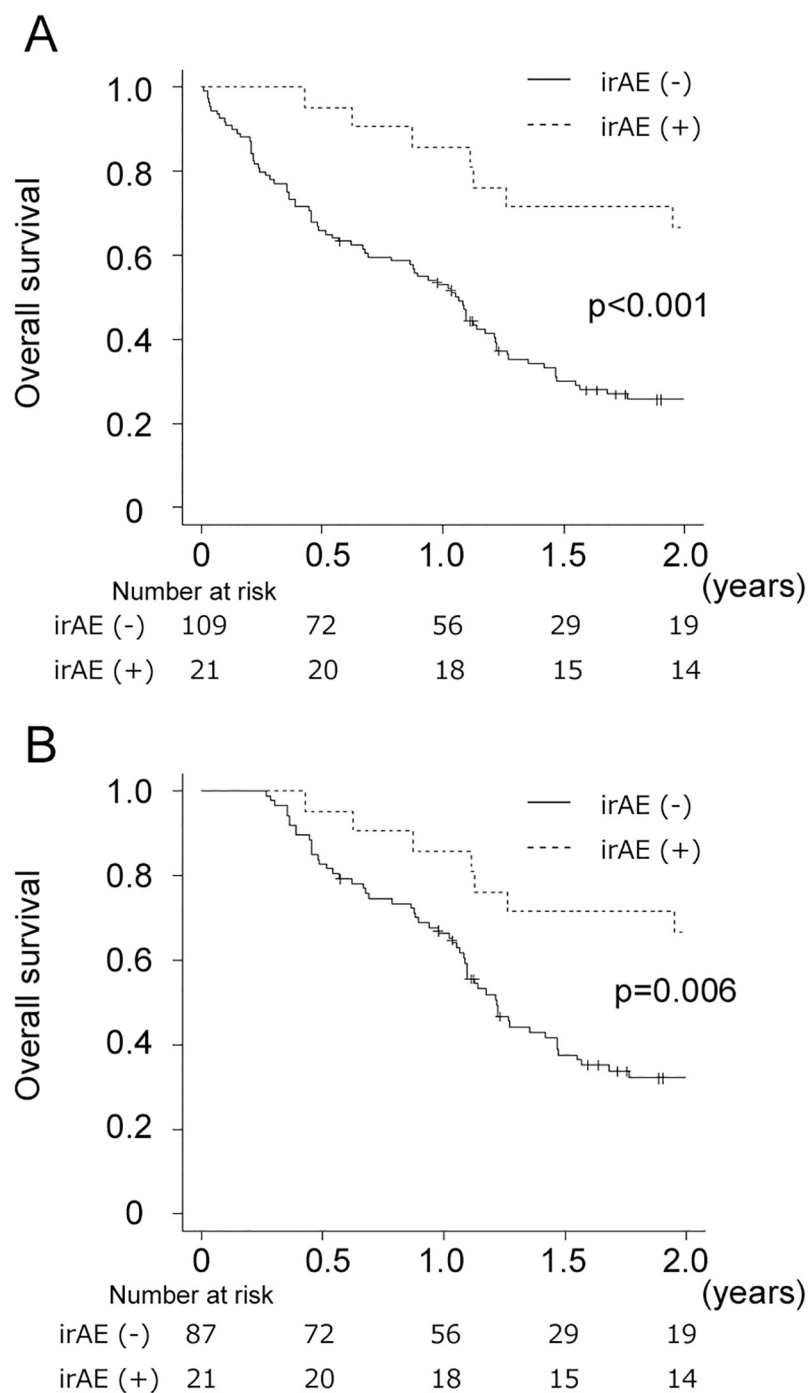 A
irAE (-)
irAE (+)
1.0
0.8
0.6
0.4
0.2
0
Overall survival
p<0.001
0 0.5 1.0 1.5 2.0
(years)
Number at risk
irAE (-) 109 72 56 29 19
irAE (+) 21 20 18 15 14
B
irAE (-)
irAE (+)
1.0
0.8
0.6
0.4
0.2
0
Overall survival
p=0.006
0 0.5 1.0 1.5 2.0
(years)
Number at risk
irAE (-) 87 72 56 29 19
irAE (+) 21 20 18 15 14